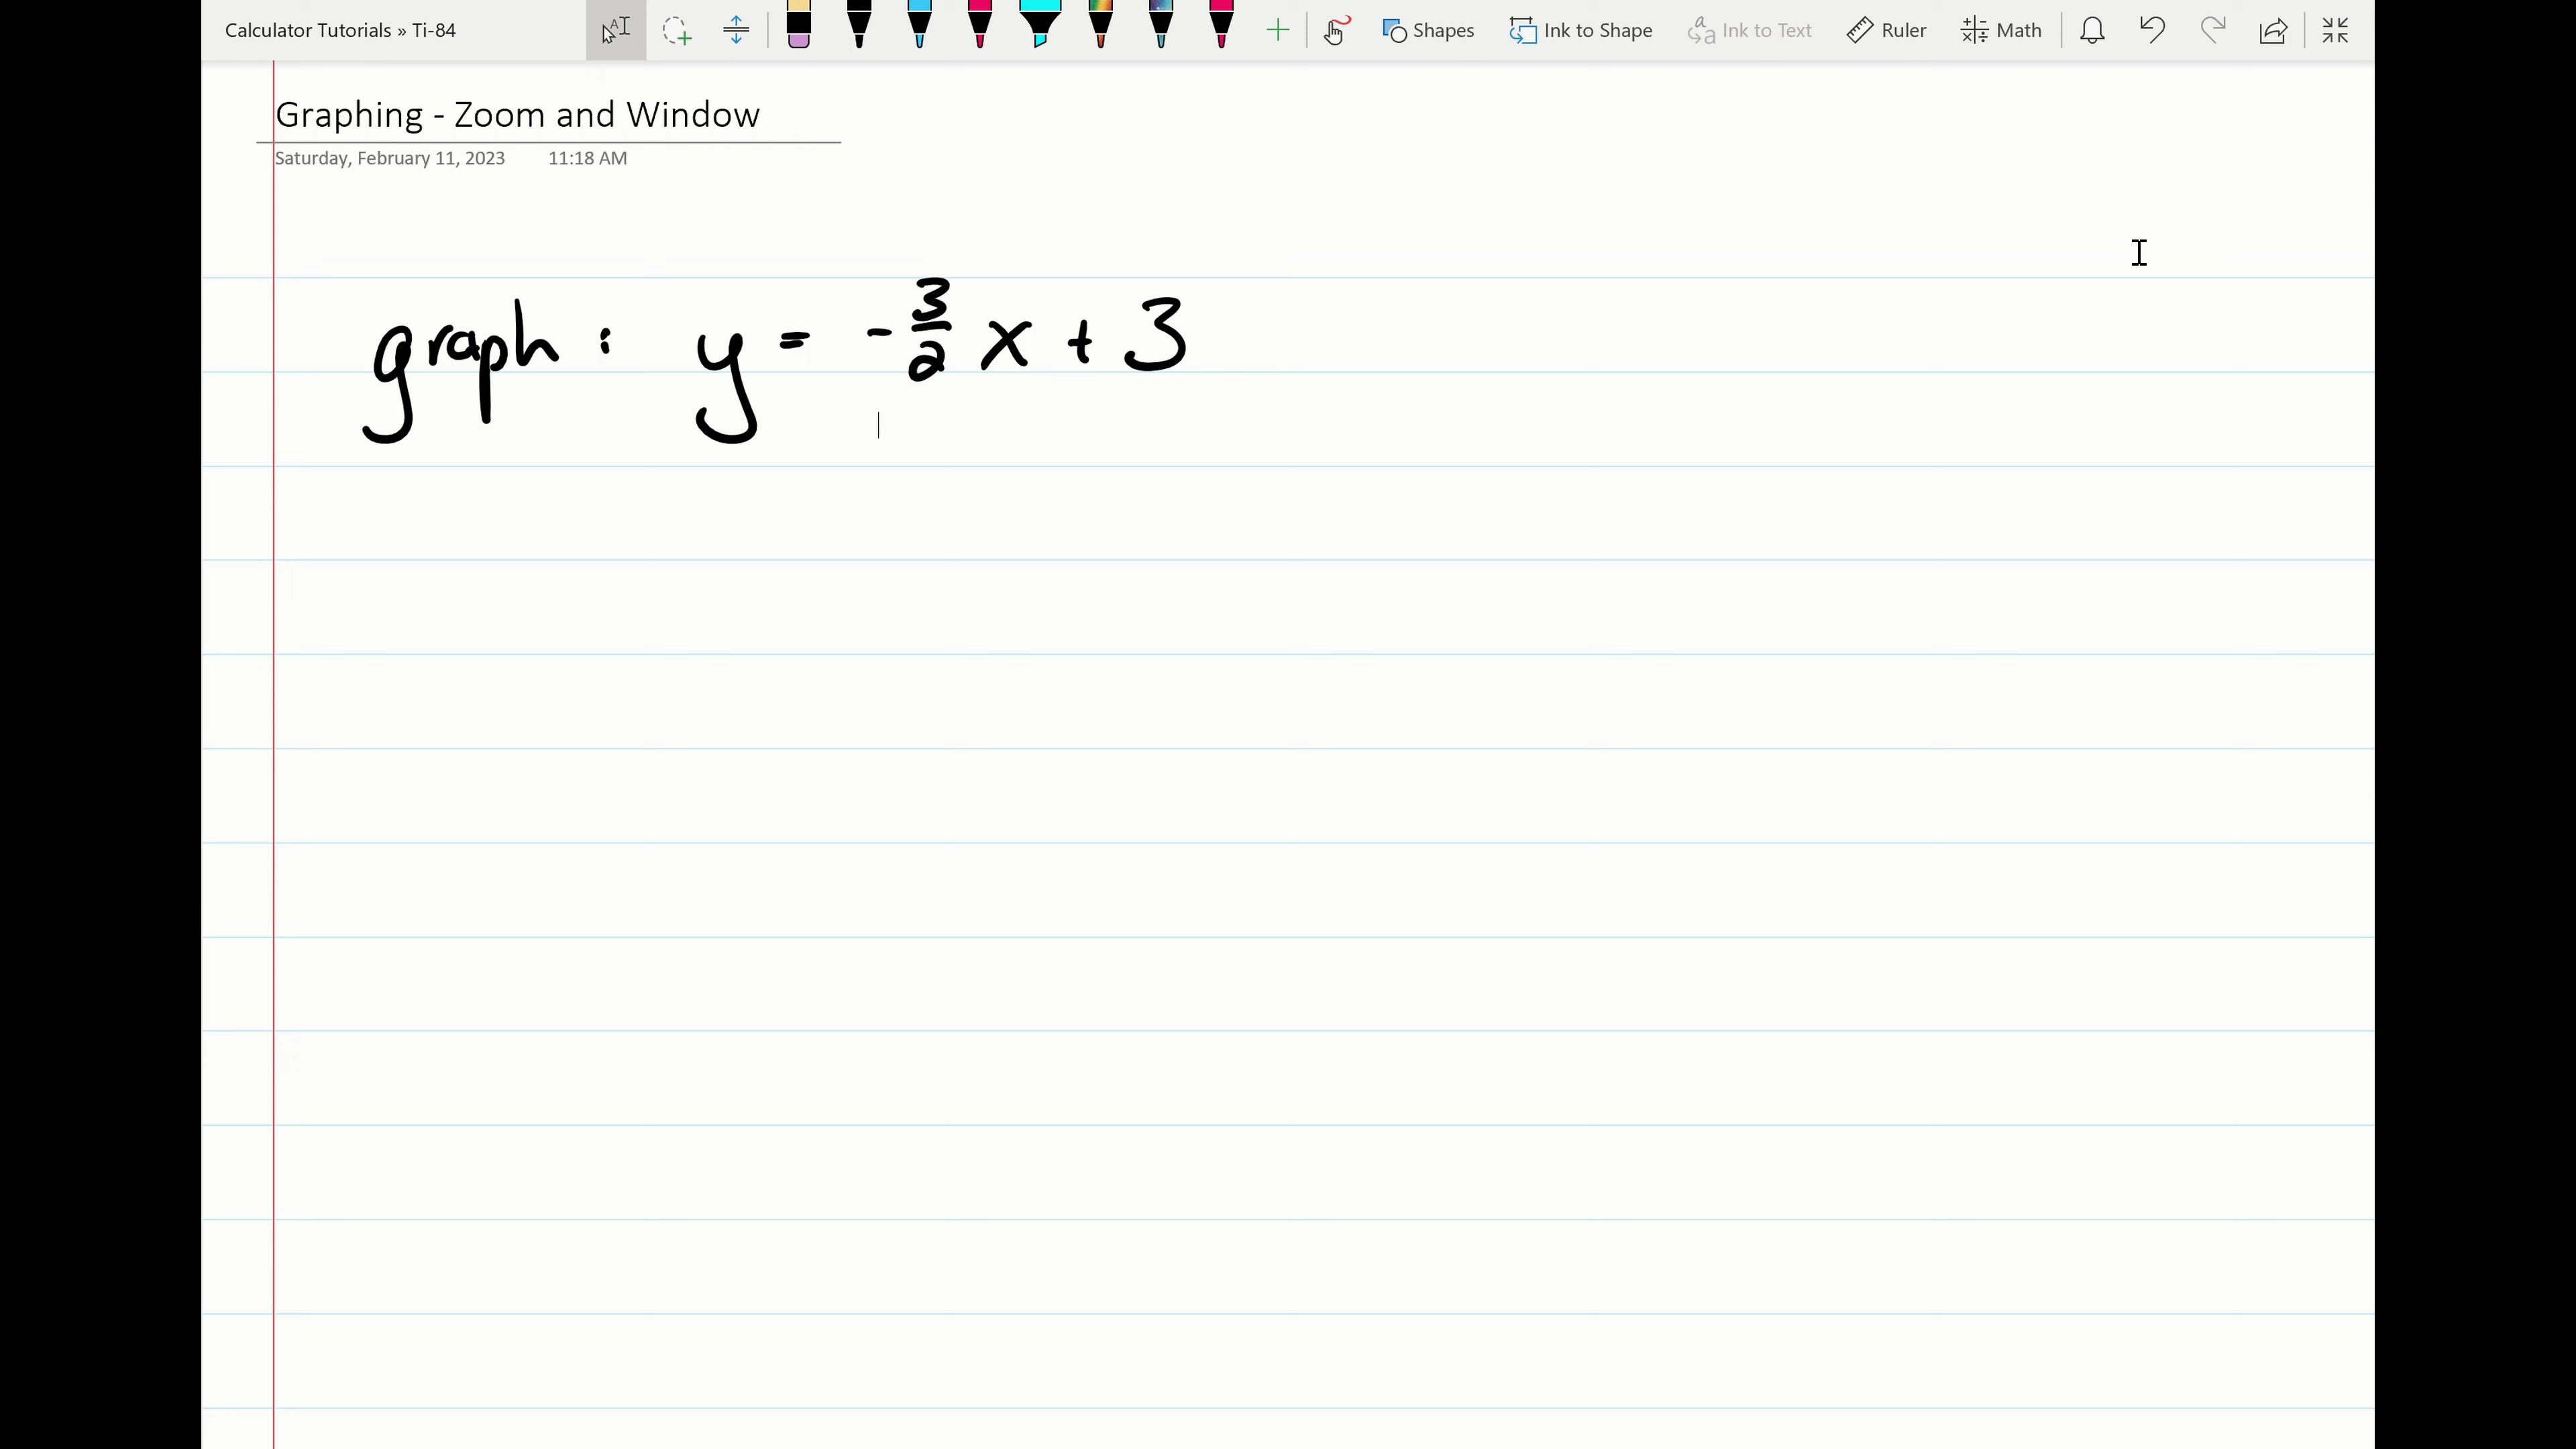 Calculator Tutorials » Ti-84
Shapes
Ink to Shape
Ink to Text
Ruler
Math
Graphing - Zoom and Window
Saturday, February 11, 2023 11:18 AM
graph: y = -3/2 x + 3